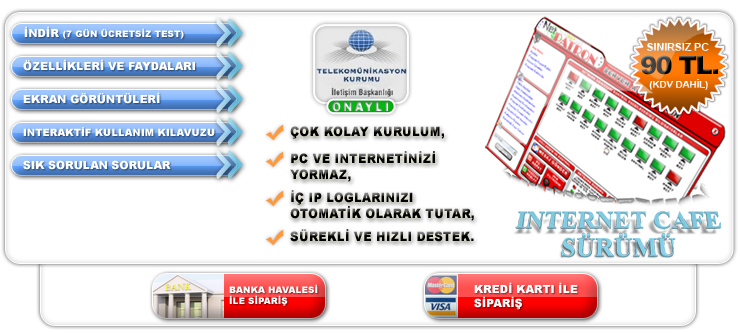 İNDİR (7 GÜN ÜCRETSİZ TEST)
ÖZELLİKLERİ VE FAYDALARI
EKRAN GÖRÜNTÜLERİ
INTERAKTİF KULLANIM KILAVUZU
SIK SORULAN SORULAR
TELEKOMÜNİKASYON
KURUMU
İletişim Başkanlığı
ONAYLI
ÇOK KOLAY KURULUM,
PC VE INTERNETİNİZİ
YORMAZ,
İÇ IP LOGLARINIZI
OTOMATİK OLARAK TUTAR,
SÜREKLİ VE HIZLI DESTEK.
Net
PATRON
SINIRSIZ PC
90 TL.
(KDV DAHİL)
INTERNET CAFE
SÜRÜMÜ
BANK
BANKA HAVALESİ
İLE SİPARİŞ
MasterCard
VISA
KREDİ KARTI İLE
SİPARİŞ